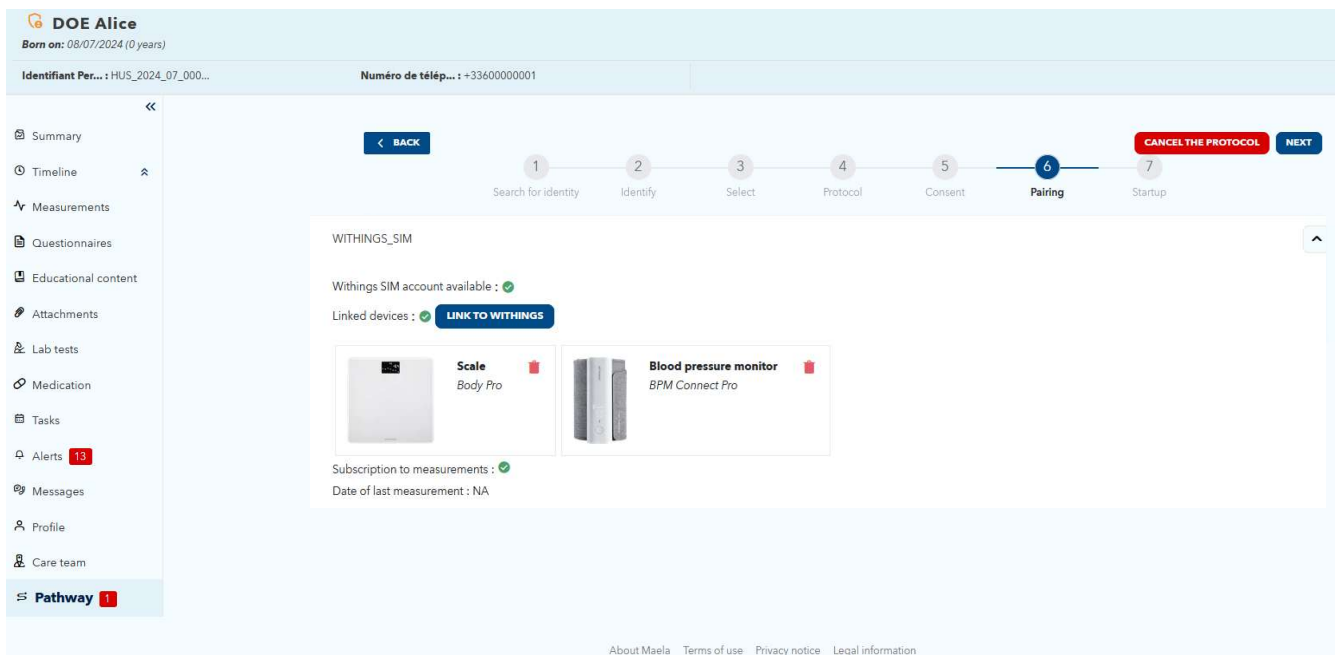 DOE Alice
Born on: 08/07/2024 (0 years)
Identifiant Per... : HUS_2024_07_000...
Numéro de télép... : +33600000001
Summary
Timeline
Measurements
Questionnaires
Educational content
Attachments
Lab tests
Medication
Tasks
Alerts 13
Messages
Profile
Care team
Pathway 1
BACK
CANCEL THE PROTOCOL
NEXT
1 Search for identity
2 Identify
3 Select
4 Protocol
5 Consent
6 Pairing
7 Startup
WITHINGS_SIM
Withings SIM account available :
Linked devices : LINK TO WITHINGS
Scale
Body Pro
Blood pressure monitor
BPM Connect Pro
Subscription to measurements :
Date of last measurement : NA
About Maela Terms of use Privacy notice Legal information